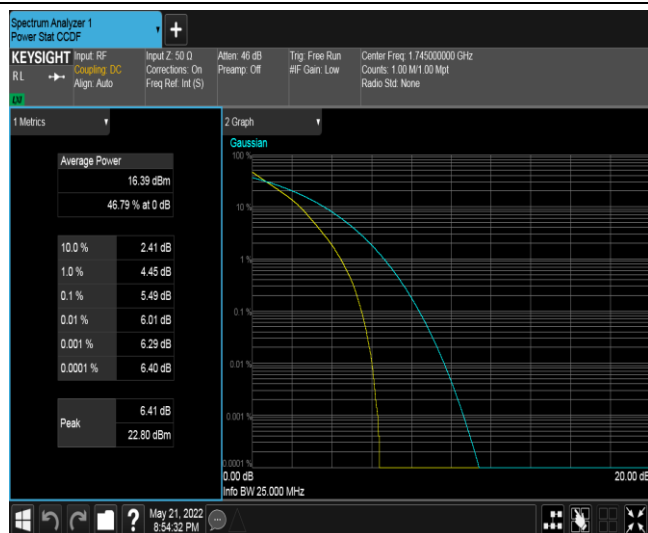 Spectrum Analyzer 1
Power Stat CCDF
+
KEYSIGHT
RL
LXI
Input: RF
Coupling: DC
Align: Auto
Input Z: 50 Ω
Corrections: On
Freq Ref: Int (S)
Atten: 46 dB
Preamp: Off
Trig: Free Run
#IF Gain: Low
Center Freq: 1.745000000 GHz
Counts: 1.00 M/1.00 Mpt
Radio Std: None
1 Metrics
Average Power
16.39 dBm
46.79 % at 0 dB
10.0 % 2.41 dB
1.0 % 4.45 dB
0.1 % 5.49 dB
0.01 % 6.01 dB
0.001 % 6.29 dB
0.0001 % 6.40 dB
Peak
6.41 dB
22.80 dBm
2 Graph
Gaussian
100 %
10 %
1 %
0.1 %
0.01 %
0.001 %
0.0001 %
0.00 dB
20.00 dB
Info BW 25.000 MHz
?
May 21, 2022
8:54:32 PM